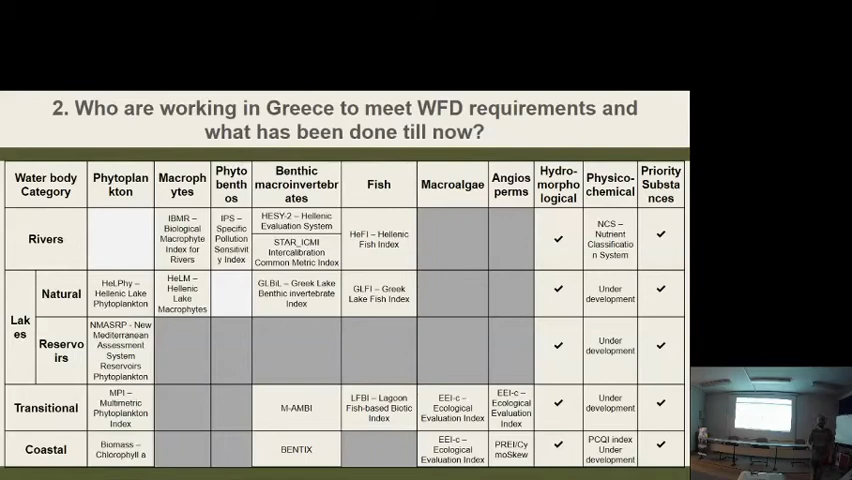 2. Who are working in Greece to meet WFD requirements and
what has been done till now?
Water body
Category
Phytoplan
kton
Macroph
ytes
Phyto
benth
os
Benthic
macroinvertebr
ates
Fish
Macroalgae
Angios
perms
Hydro-
morpho
logical
Physico-
chemical
Priority
Substa
nces
Rivers
IBMR –
Biological
Macrophyte
Index for
Rivers
IPS –
Specific
Pollution
Sensitivit
y Index
HESY-2 – Hellenic
Evaluation System
STAR_ICMI
Intercalibration
Common Metric Index
HeFI – Hellenic
Fish Index
✓
NCS –
Nutrient
Classificatio
n System
✓
Lak
es
Natural
HeLPhy –
Hellenic Lake
Phytoplankton
HeLM –
Hellenic
Lake
Macrophytes
GLBiL – Greek Lake
Benthic invertebrate
Index
GLFI – Greek
Lake Fish Index
✓
Under
development
✓
Reservo
irs
NMASRP - New
Mediterranean
Assessment
System
Reservoirs
Phytoplankton
✓
Under
development
✓
Transitional
MPI –
Multimetric
Phytoplankton
Index
M-AMBI
LFBI – Lagoon
Fish-based Biotic
Index
EEI-c –
Ecological
Evaluation Index
EEI-c –
Ecological
Evaluation
Index
✓
Under
development
✓
Coastal
Biomass –
Chlorophyll a
BENTIX
EEI-c –
Ecological
Evaluation Index
PREI/Cy
moSkew
✓
PCQI index
Under
development
✓